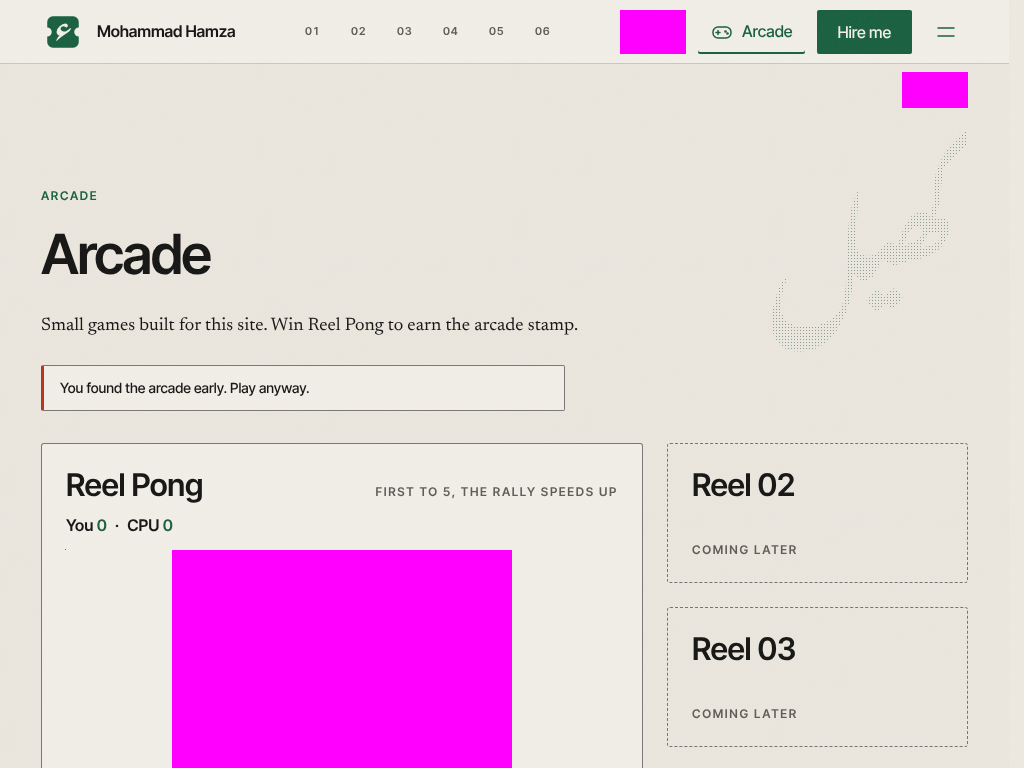 Mohammad Hamza
01 02 03 04 05 06
Arcade
Hire me
ARCADE
Arcade
Small games built for this site. Win Reel Pong to earn the arcade stamp.
You found the arcade early. Play anyway.
Reel Pong
FIRST TO 5, THE RALLY SPEEDS UP
You 0 · CPU 0
Reel 02
COMING LATER
Reel 03
COMING LATER